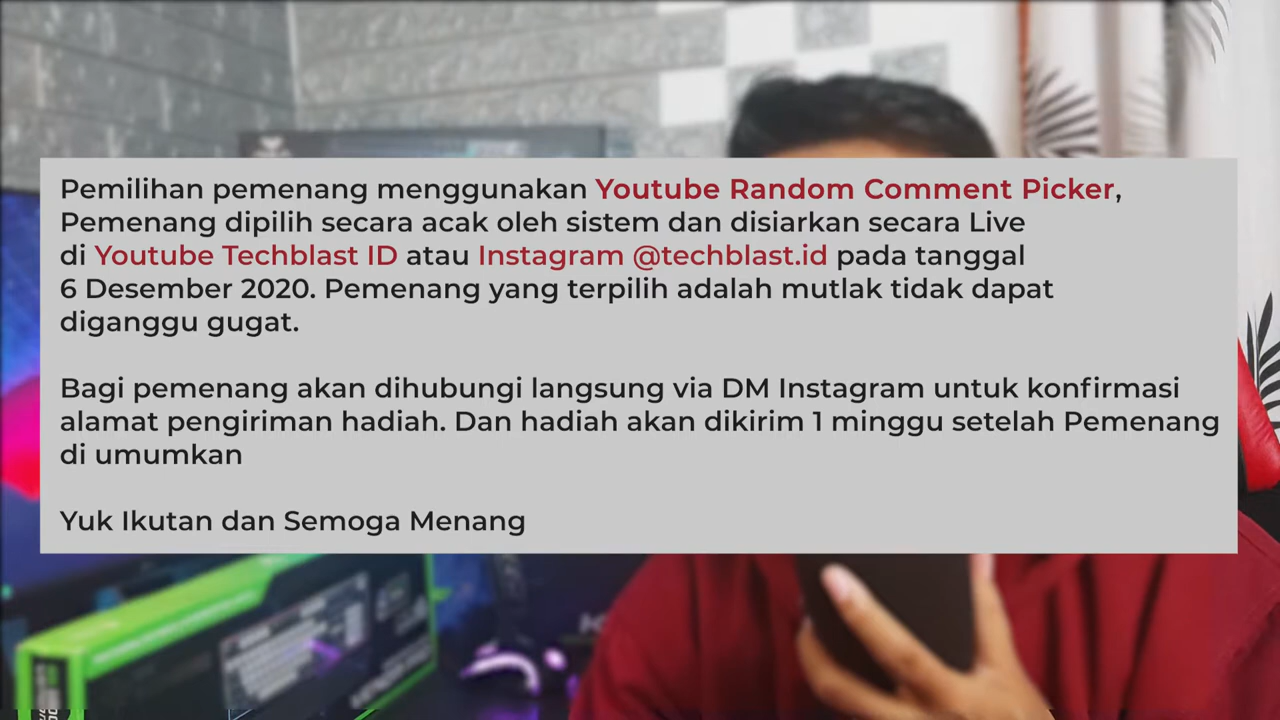 Pemilihan pemenang menggunakan Youtube Random Comment Picker,
Pemenang dipilih secara acak oleh sistem dan disiarkan secara Live
di Youtube Techblast ID atau Instagram @techblast.id pada tanggal
6 Desember 2020. Pemenang yang terpilih adalah mutlak tidak dapat
diganggu gugat.
Bagi pemenang akan dihubungi langsung via DM Instagram untuk konfirmasi
alamat pengiriman hadiah. Dan hadiah akan dikirim 1 minggu setelah Pemenang
di umumkan
Yuk Ikutan dan Semoga Menang